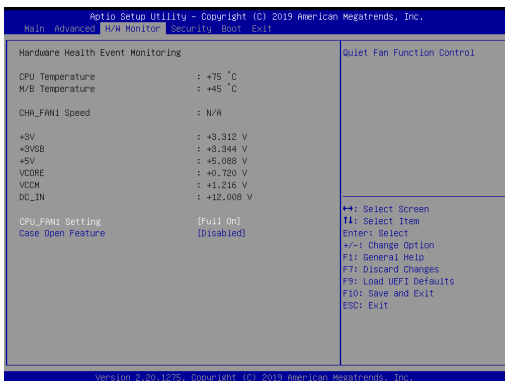 Aptio Setup Utility – Copyright (C) 2019 American Megatrends, Inc.
Main Advanced H/W Monitor Security Boot Exit
Hardware Health Event Monitoring
Quiet Fan Function Control
CPU Temperature : +75 °C
M/B Temperature : +45 °C
CHA_FAN1 Speed : N/A
+3V : +3.312 V
+3VSB : +3.344 V
+5V : +5.088 V
VCORE : +0.720 V
VCCM : +1.216 V
DC_IN : +12.008 V
CPU_FAN1 Setting [Full On]
Case Open Feature [Disabled]
↔: Select Screen
↑↓: Select Item
Enter: Select
+/-: Change Option
F1: General Help
F7: Discard Changes
F9: Load UEFI Defaults
F10: Save and Exit
ESC: Exit
Version 2.20.1275. Copyright (C) 2019 American Megatrends, Inc.